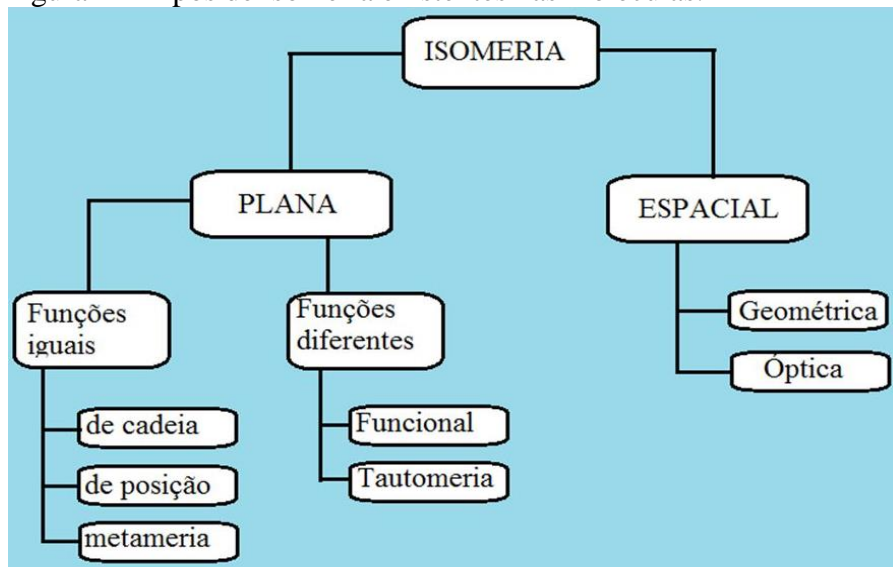 ISOMERIA
PLANA
ESPACIAL
Funções
iguais
Funções
diferentes
Geométrica
Óptica
de cadeia
de posição
metameria
Funcional
Tautomeria